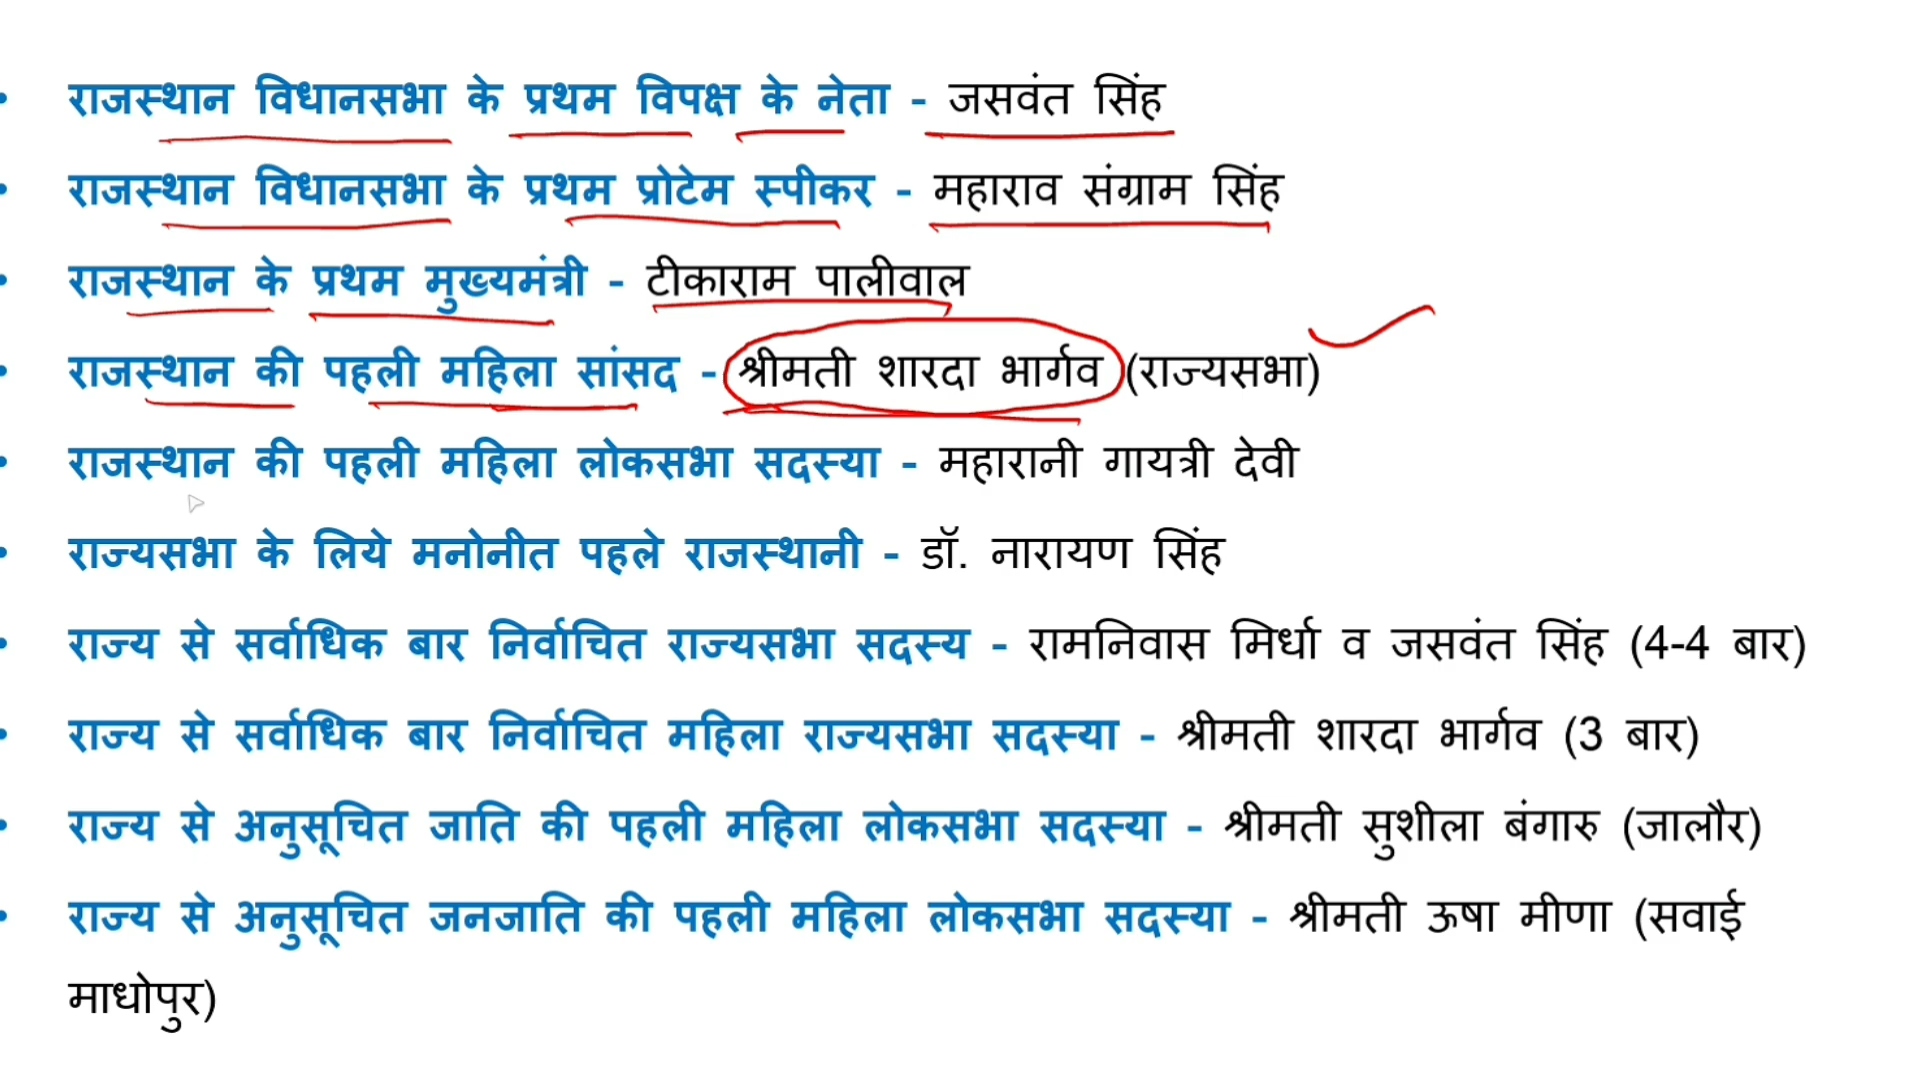 • राजस्थान विधानसभा के प्रथम विपक्ष के नेता - जसवंत सिंह
• राजस्थान विधानसभा के प्रथम प्रोटेम स्पीकर - महाराव संग्राम सिंह
• राजस्थान के प्रथम मुख्यमंत्री - टीकाराम पालीवाल
• राजस्थान की पहली महिला सांसद - श्रीमती शारदा भार्गव (राज्यसभा)
• राजस्थान की पहली महिला लोकसभा सदस्या - महारानी गायत्री देवी
• राज्यसभा के लिये मनोनीत पहले राजस्थानी - डॉ. नारायण सिंह
• राज्य से सर्वाधिक बार निर्वाचित राज्यसभा सदस्य - रामनिवास मिर्धा व जसवंत सिंह (4-4 बार)
• राज्य से सर्वाधिक बार निर्वाचित महिला राज्यसभा सदस्या - श्रीमती शारदा भार्गव (3 बार)
• राज्य से अनुसूचित जाति की पहली महिला लोकसभा सदस्या - श्रीमती सुशीला बंगारु (जालौर)
• राज्य से अनुसूचित जनजाति की पहली महिला लोकसभा सदस्या - श्रीमती ऊषा मीणा (सवाई
माधोपुर)